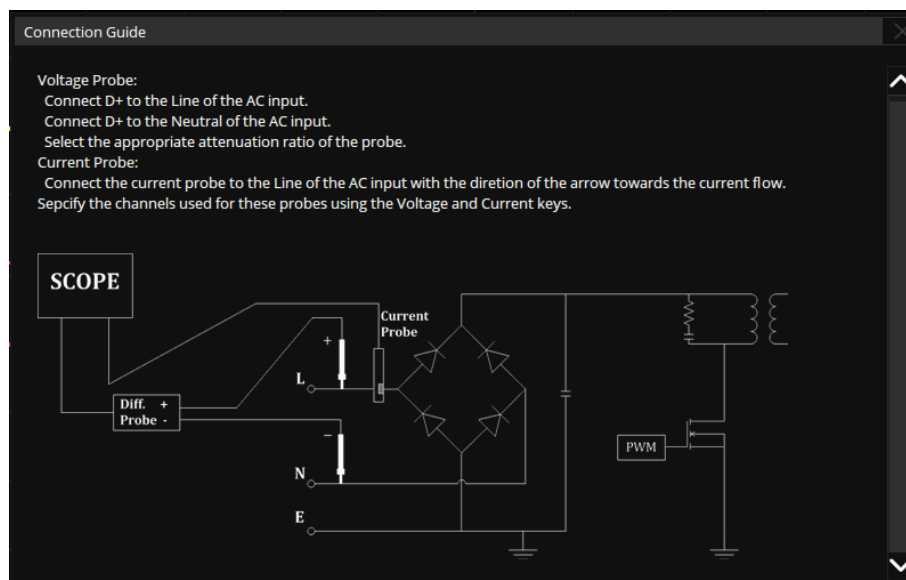 Connection Guide
Voltage Probe:
Connect D+ to the Line of the AC input.
Connect D+ to the Neutral of the AC input.
Select the appropriate attenuation ratio of the probe.
Current Probe:
Connect the current probe to the Line of the AC input with the diretion of the arrow towards the current flow.
Sepcify the channels used for these probes using the Voltage and Current keys.
SCOPE
Current
Probe
+
L
Diff. +
Probe -
−
N
PWM
E